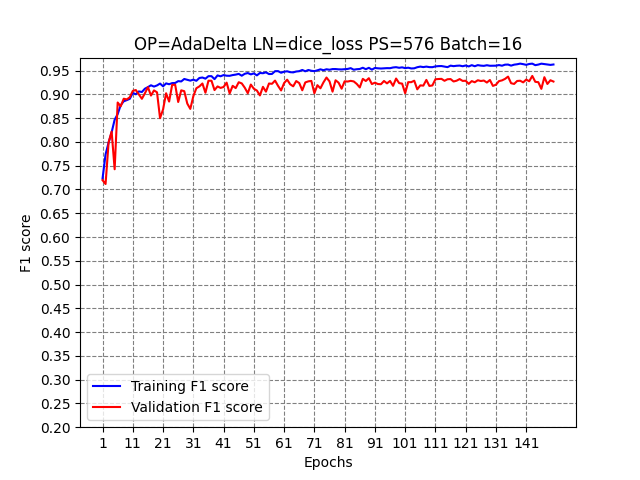 OP=AdaDelta LN=dice_loss PS=576 Batch=16
F1 score
0.95
0.90
0.85
0.80
0.75
0.70
0.65
0.60
0.55
0.50
0.45
0.40
0.35
0.30
0.25
0.20
Training F1 score
Validation F1 score
1 11 21 31 41 51 61 71 81 91 101 111 121 131 141
Epochs